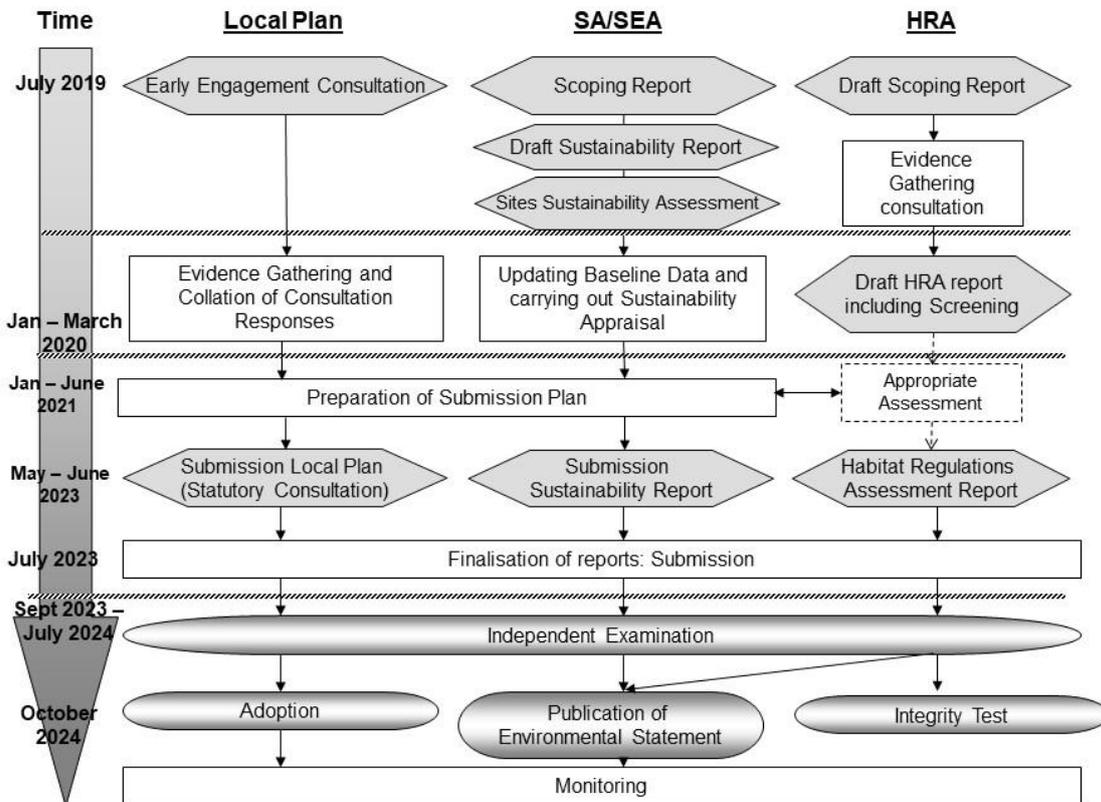 Time
Local Plan
SA/SEA
HRA
July 2019
Early Engagement Consultation
Scoping Report
Draft Scoping Report
Draft Sustainability Report
Sites Sustainability Assessment
Evidence
Gathering
consultation
Jan – March
2020
Evidence Gathering and
Collation of Consultation
Responses
Updating Baseline Data and
carrying out Sustainability
Appraisal
Draft HRA report
including Screening
Jan – June
2021
Preparation of Submission Plan
Appropriate
Assessment
May – June
2023
Submission Local Plan
(Statutory Consultation)
Submission
Sustainability Report
Habitat Regulations
Assessment Report
July 2023
Finalisation of reports: Submission
Sept 2023 –
July 2024
Independent Examination
October
2024
Adoption
Publication of
Environmental Statement
Integrity Test
Monitoring